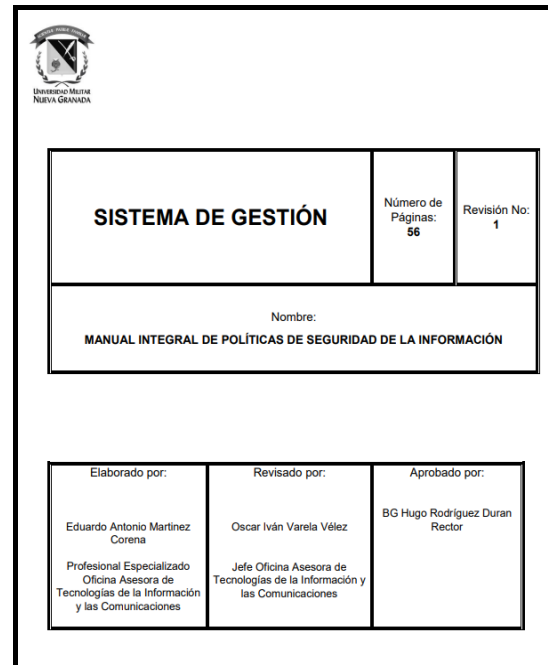 UNIVERSIDAD MILITAR
NUEVA GRANADA
SISTEMA DE GESTIÓN
Número de
Páginas:
56
Revisión No:
1
Nombre:
MANUAL INTEGRAL DE POLÍTICAS DE SEGURIDAD DE LA INFORMACIÓN
Elaborado por:
Eduardo Antonio Martinez
Corena
Profesional Especializado
Oficina Asesora de
Tecnologías de la Información
y las Comunicaciones
Revisado por:
Oscar Iván Varela Vélez
Jefe Oficina Asesora de
Tecnologías de la Información y
las Comunicaciones
Aprobado por:
BG Hugo Rodríguez Duran
Rector